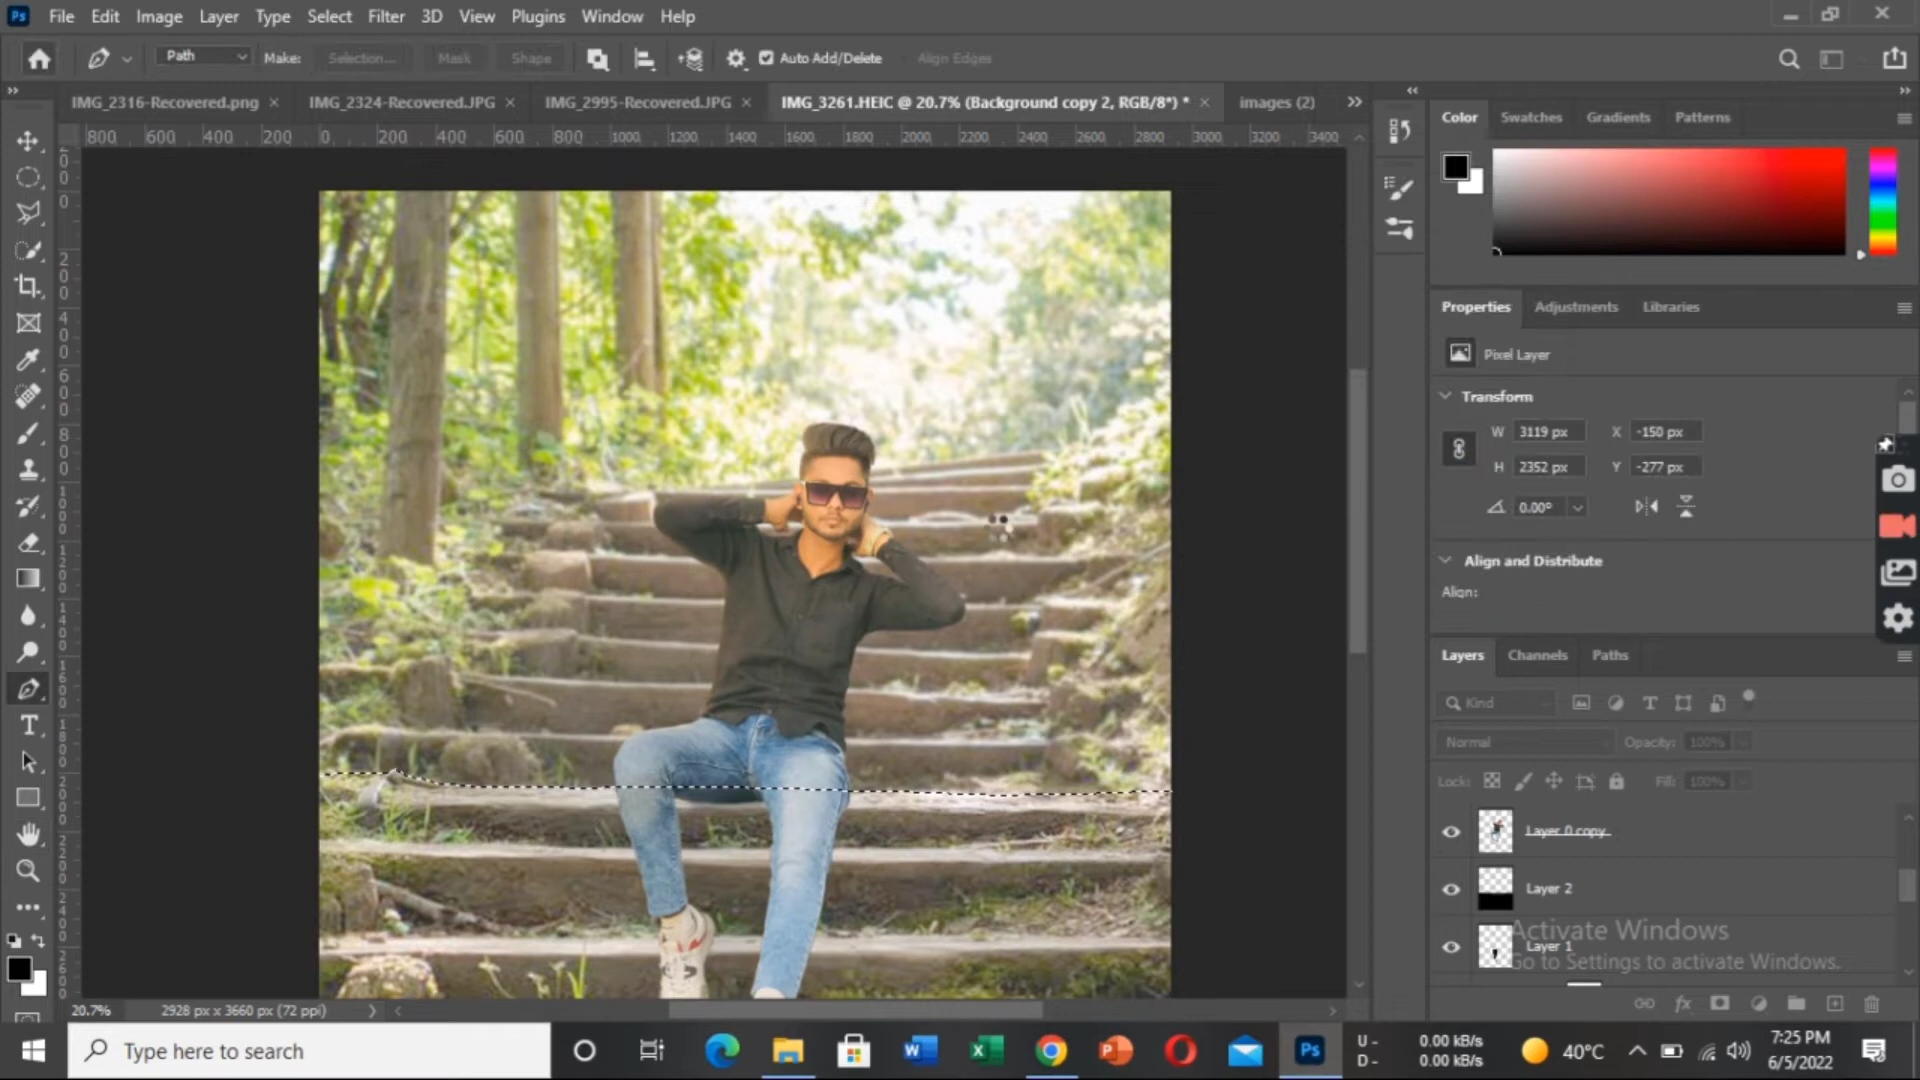 Ps File Edit Image Layer Type Select Filter 3D View Plugins Window Help
Path Make: Selection... Mask Shape Auto Add/Delete Align Edges
IMG_2316-Recovered.png × IMG_2324-Recovered.JPG × IMG_2995-Recovered.JPG × IMG_3261.HEIC @ 20.7% (Background copy 2, RGB/8*) * × images (2)
800 600 400 200 0 200 400 600 800 1000 1200 1400 1600 1800 2000 2200 2400 2600 2800 3000 3200 3400
Color Swatches Gradients Patterns
Properties Adjustments Libraries
Pixel Layer
Transform
W 3119 px X -150 px
H 2352 px Y -277 px
0.00°
Align and Distribute
Align:
Layers Channels Paths
Kind
Normal Opacity: 100%
Lock: Fill: 100%
Layer 0 copy
Layer 2
Layer 1
Activate Windows
Go to Settings to activate Windows.
20.7% 2928 px x 3660 px (72 ppi)
Type here to search
U - 0.00 kB/s
D - 0.00 kB/s
40°C
7:25 PM
6/5/2022